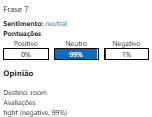 Frase 7
Sentimento: neutral
Pontuações
Positivo Neutro Negativo
0% 99% 1%
Opinião
Destino: room
Avaliações
tight (negative, 99%)